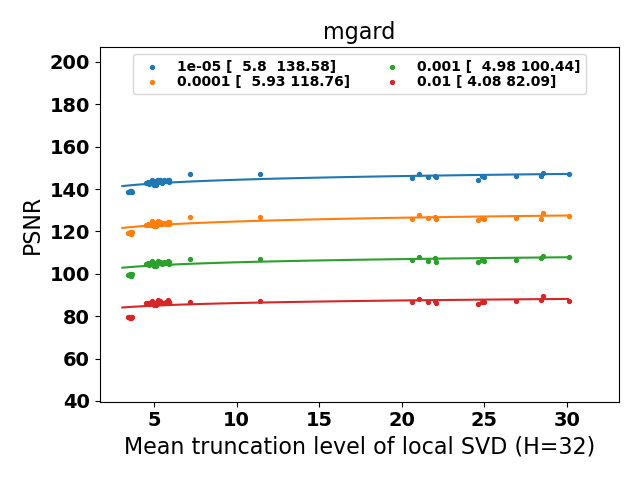 mgard
1e-05 [  5.8  138.58]
0.0001 [  5.93 118.76]
0.001 [  4.98 100.44]
0.01 [ 4.08 82.09]
PSNR
200
180
160
140
120
100
80
60
40
5 10 15 20 25 30
Mean truncation level of local SVD (H=32)